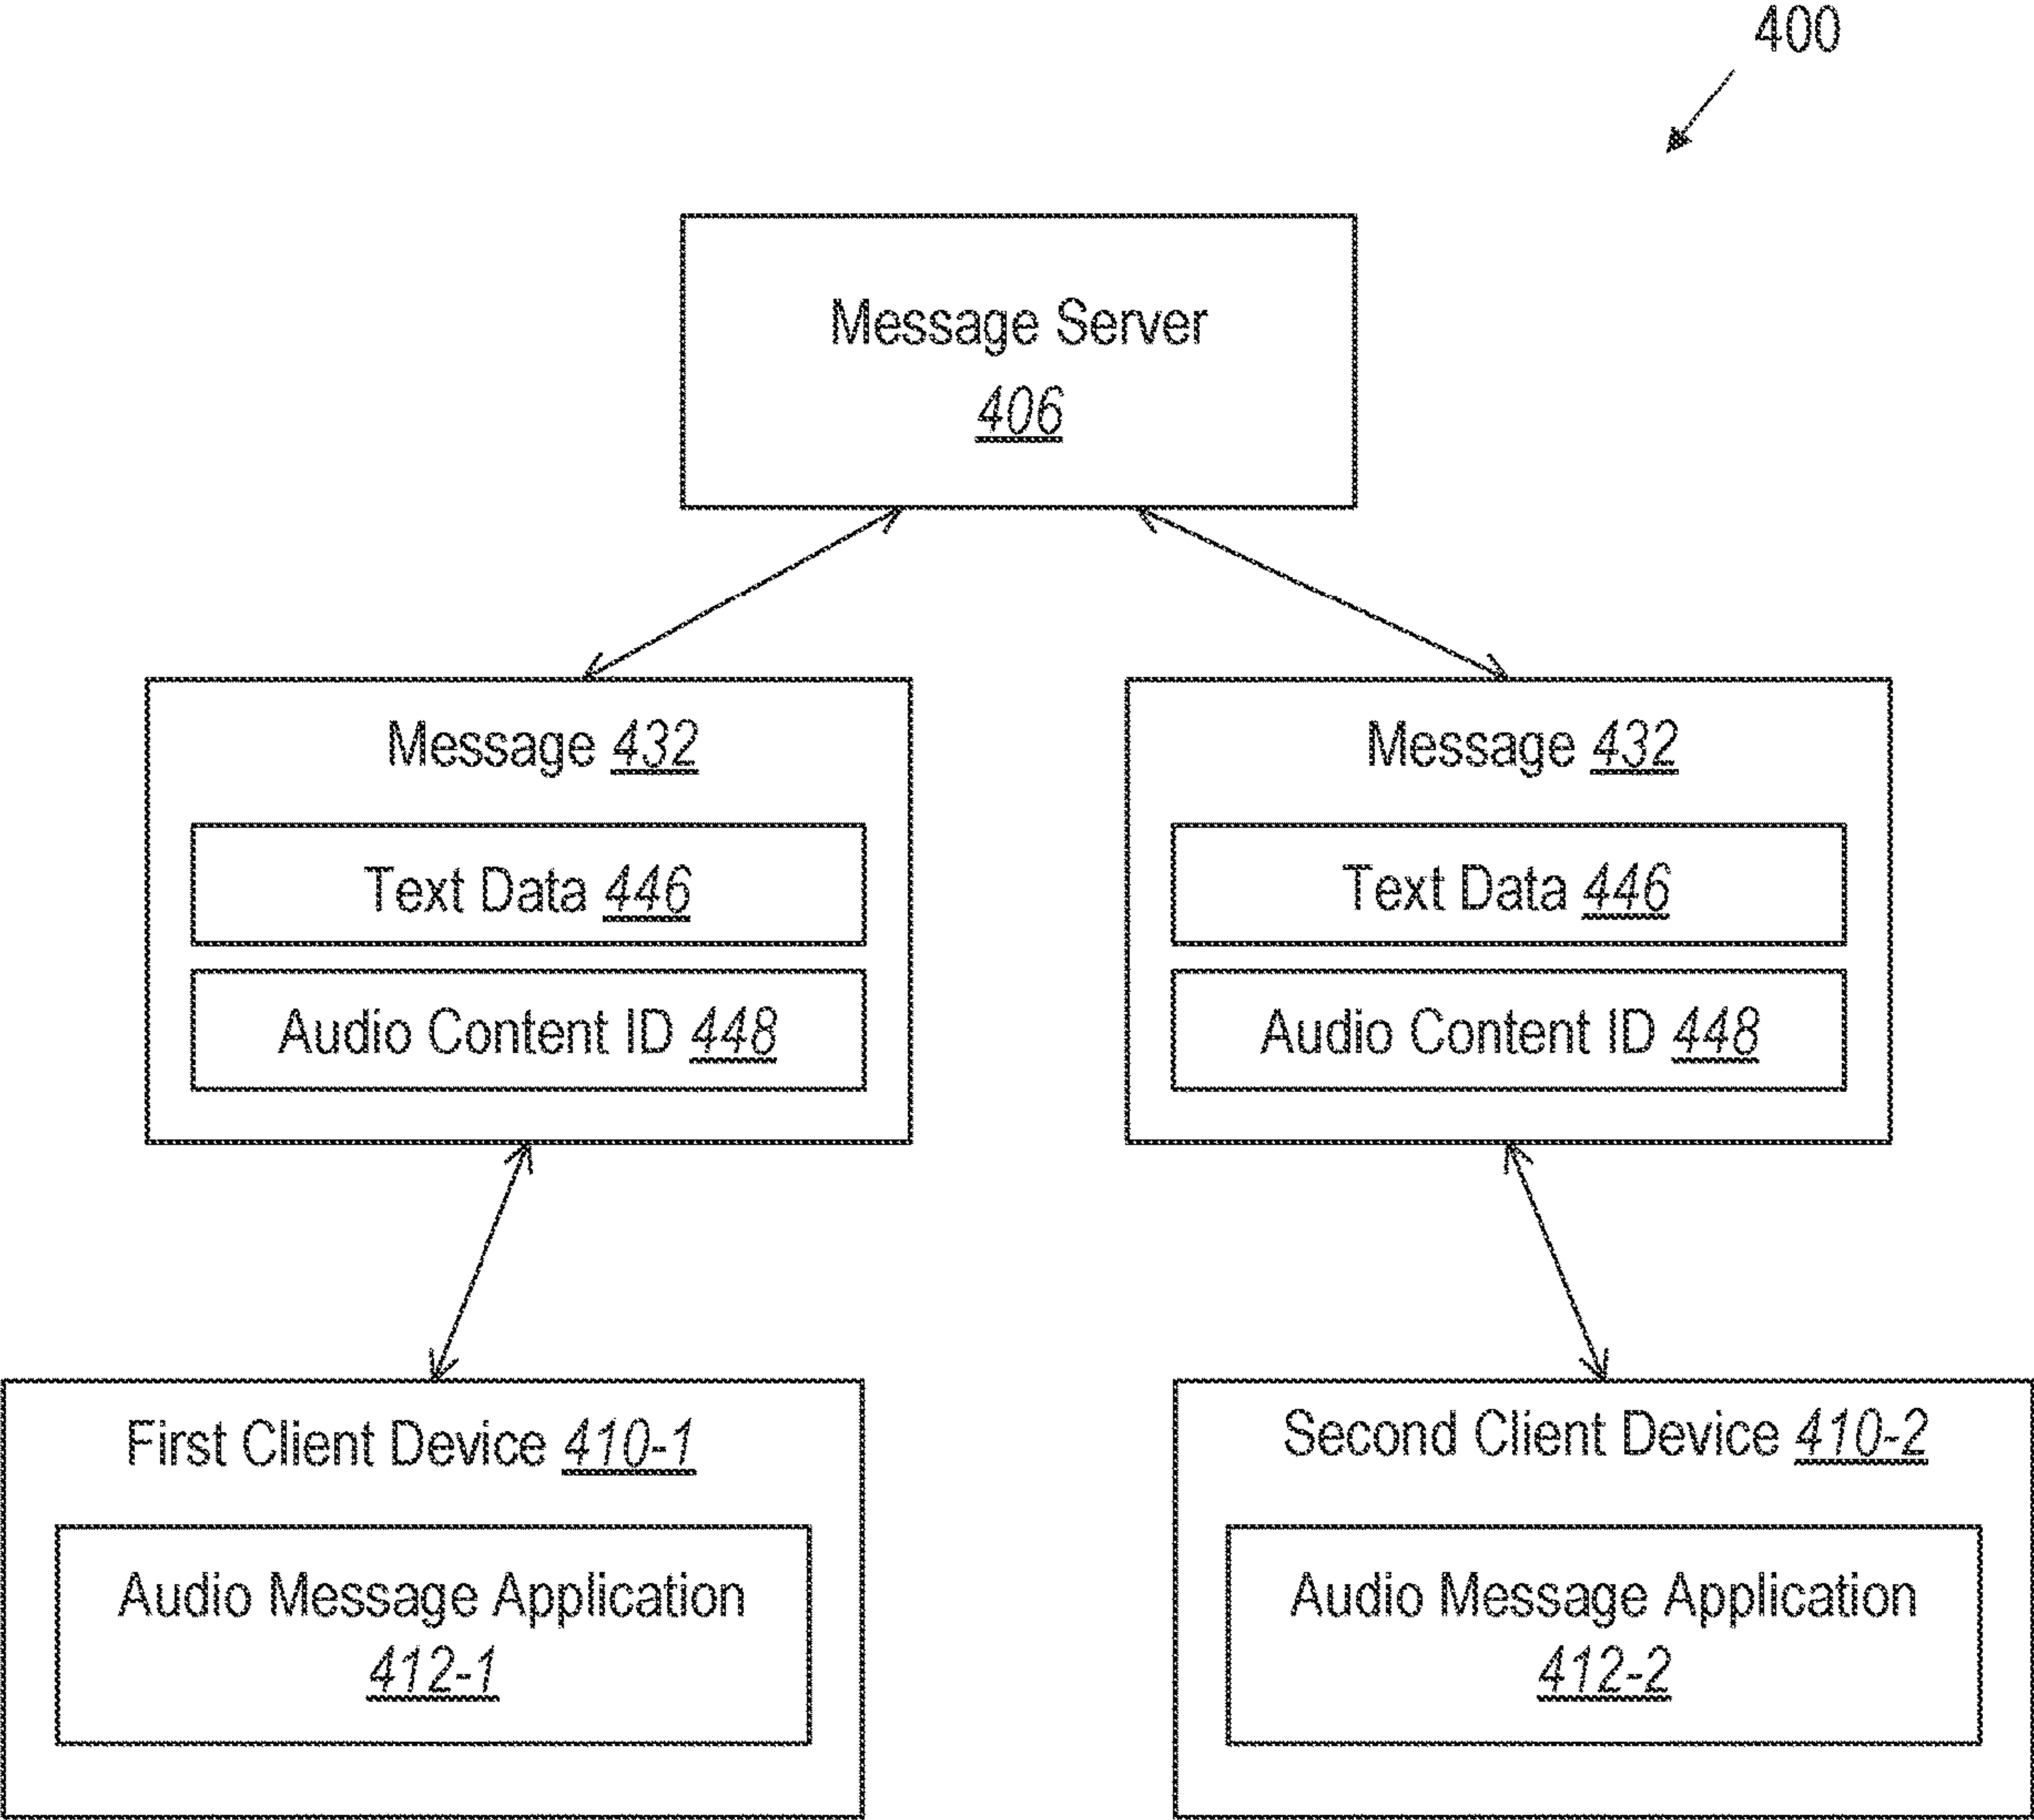 400
Message Server
406
Message 432
Text Data 446
Audio Content ID 448
Message 432
Text Data 446
Audio Content ID 448
First Client Device 410-1
Audio Message Application
412-1
Second Client Device 410-2
Audio Message Application
412-2